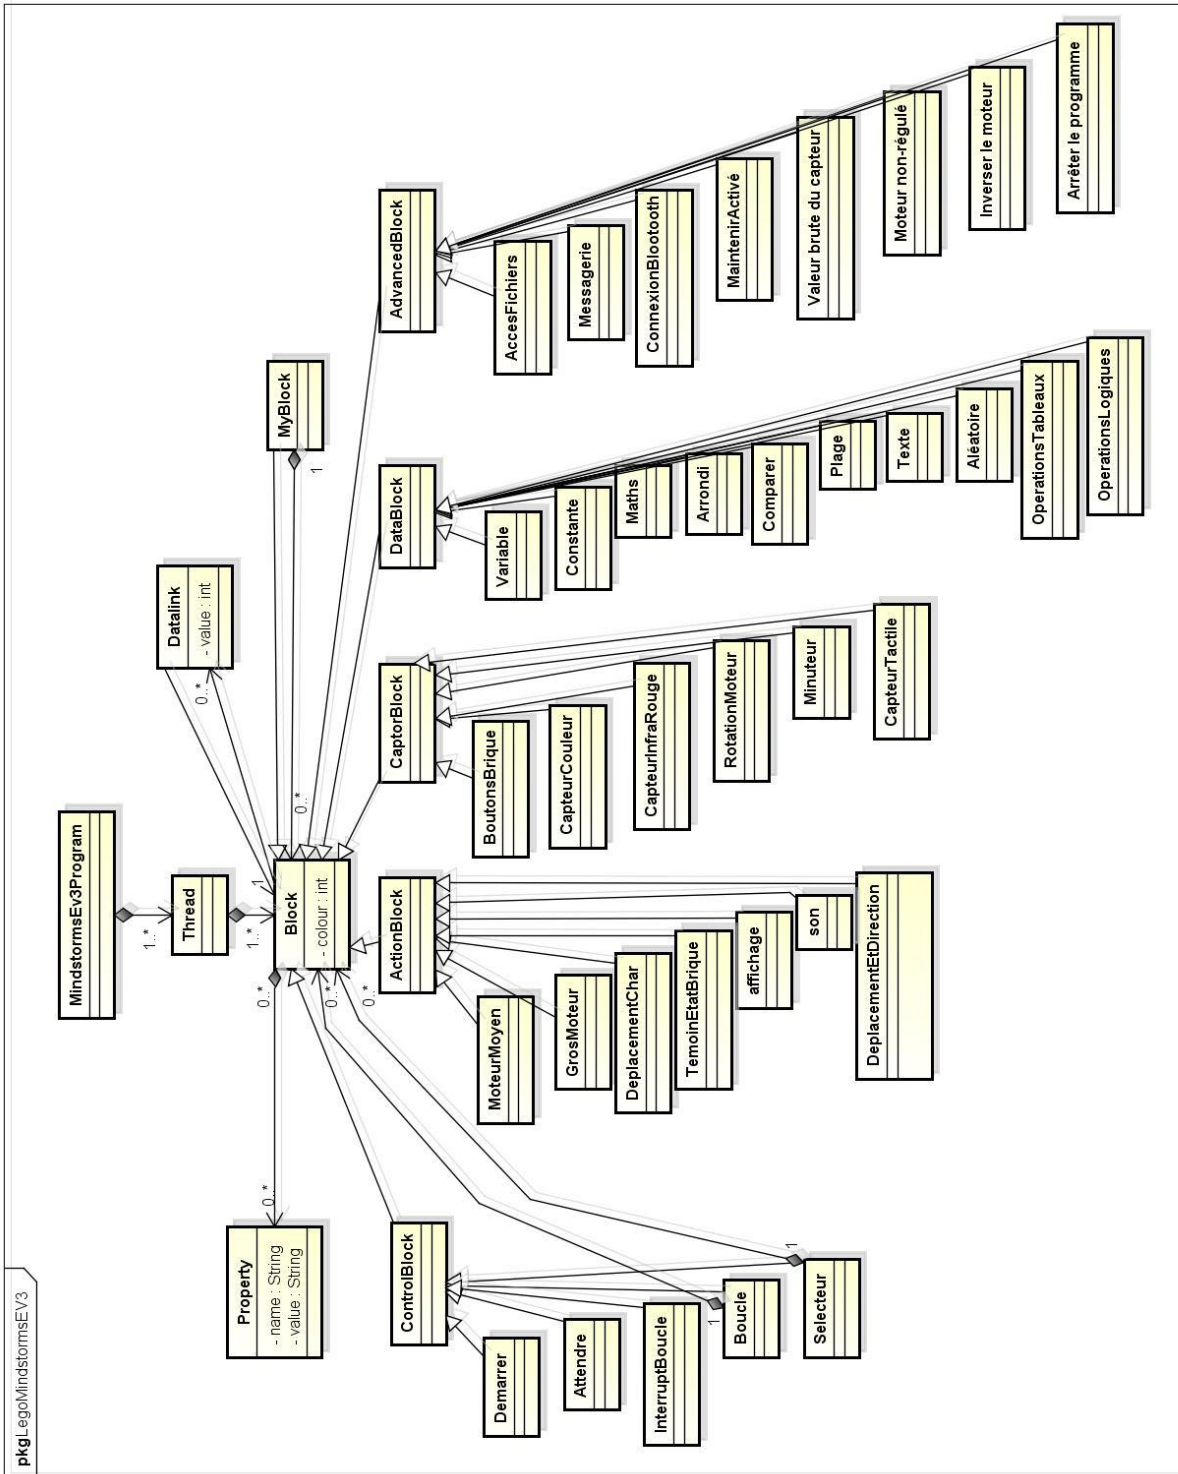 pkg LegoMindstormsEV3
MindstormsEv3Program
1..*
Thread
1..*
Datalink
- value : int
0..*
1
Property
- name : String
- value : String
0..*
0..*
Block
- colour : int
0..*
0..*
0..*
MyBlock
1
ControlBlock
ActionBlock
CaptorBlock
DataBlock
AdvancedBlock
Demarrer
Attendre
InterruptBoucle
Boucle
1
Selecteur
1
MoteurMoyen
GrosMoteur
DeplacementChar
TemoinEtatBrique
affichage
son
DeplacementEtDirection
BoutonsBrique
CapteurCouleur
CapteurInfraRouge
RotationMoteur
Minuteur
CapteurTactile
Variable
Constante
Maths
Arrondi
Comparer
Plage
Texte
Aléatoire
OperationsTableaux
OperationsLogiques
AccesFichiers
Messagerie
ConnexionBlootooth
MaintenirActivé
Valeur brute du capteur
Moteur non-régulé
Inverser le moteur
Arrêter le programme